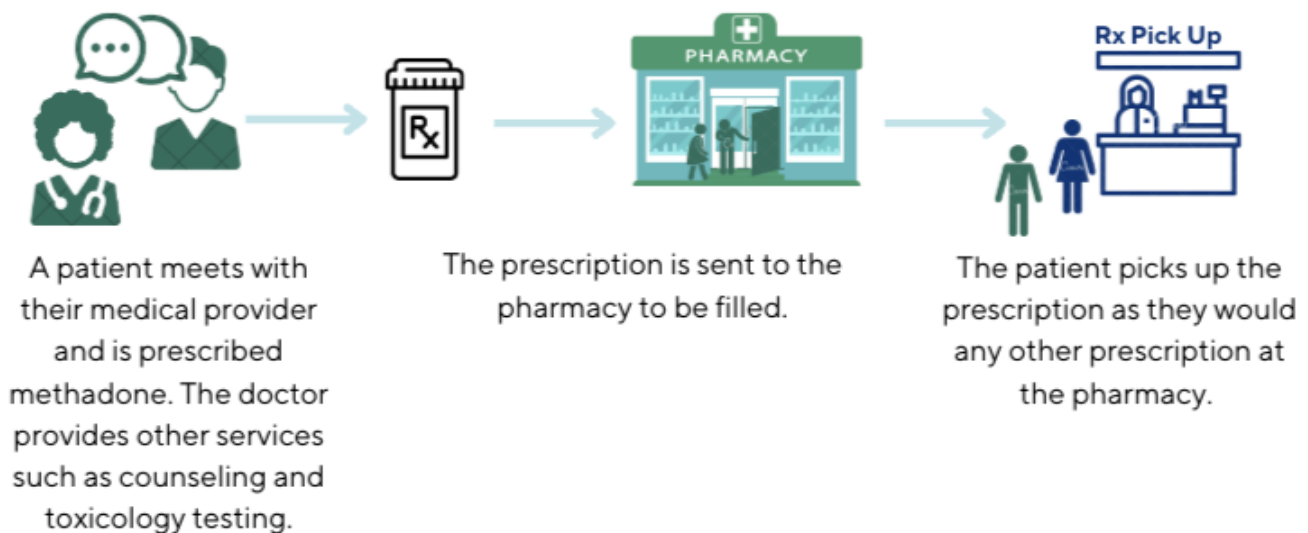 Rx
PHARMACY
Rx Pick Up
A patient meets with
their medical provider
and is prescribed
methadone. The doctor
provides other services
such as counseling and
toxicology testing.
The prescription is sent to the
pharmacy to be filled.
The patient picks up the
prescription as they would
any other prescription at
the pharmacy.